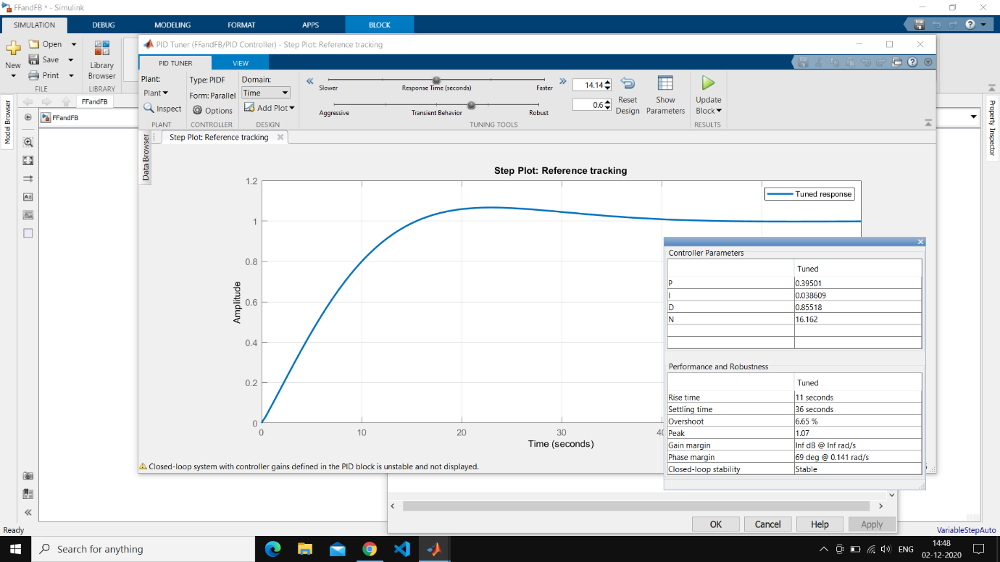 FFandFB * - Simulink
SIMULATION DEBUG MODELING FORMAT APPS BLOCK
New
Open
Save
Print
FILE
Library
Browser
LIBRARY
PID Tuner (FFandFB/PID Controller) - Step Plot: Reference tracking
PID TUNER VIEW
Plant:
Plant
Inspect
PLANT
Type: PIDF
Form: Parallel
Options
CONTROLLER
Domain:
Time
Add Plot
DESIGN
Slower Response Time (seconds) Faster
14.14
Aggressive Transient Behavior Robust
0.6
TUNING TOOLS
Reset
Design
Show
Parameters
Update
Block
RESULTS
Model Browser
FFandFB
FFandFB
Property Inspector
Data Browser
Step Plot: Reference tracking
Step Plot: Reference tracking
Tuned response
1.2
1
0.8
0.6
0.4
0.2
0
Amplitude
0 10 20 30
Time (seconds)
Closed-loop system with controller gains defined in the PID block is unstable and not displayed.
Controller Parameters
Tuned
P 0.39501
I 0.038609
D 0.85518
N 16.162
Performance and Robustness
Tuned
Rise time 11 seconds
Settling time 36 seconds
Overshoot 6.65 %
Peak 1.07
Gain margin Inf dB @ Inf rad/s
Phase margin 69 deg @ 0.141 rad/s
Closed-loop stability Stable
OK Cancel Help Apply
Ready
VariableStepAuto
Search for anything
ENG
14:48
02-12-2020